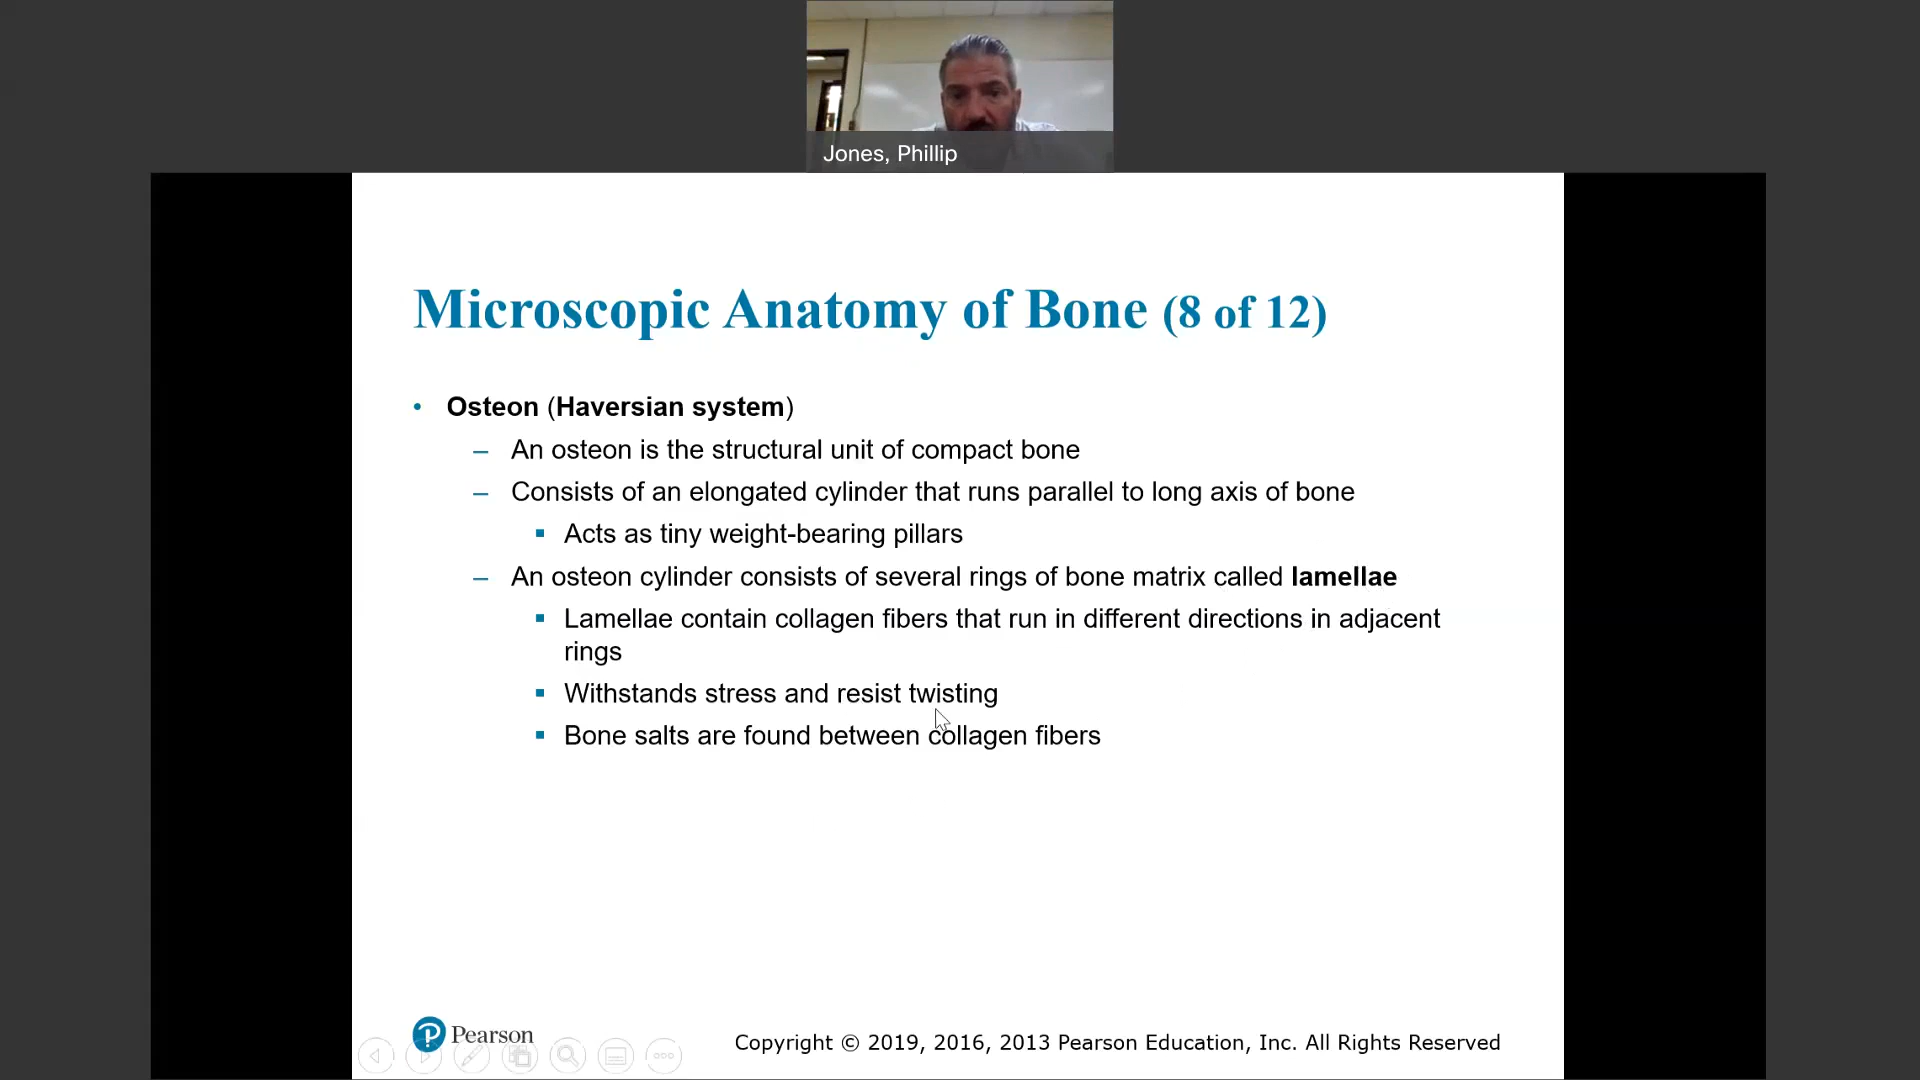 Jones, Phillip
Microscopic Anatomy of Bone (8 of 12)
• Osteon (Haversian system)
– An osteon is the structural unit of compact bone
– Consists of an elongated cylinder that runs parallel to long axis of bone
▪ Acts as tiny weight-bearing pillars
– An osteon cylinder consists of several rings of bone matrix called lamellae
▪ Lamellae contain collagen fibers that run in different directions in adjacent
rings
▪ Withstands stress and resist twisting
▪ Bone salts are found between collagen fibers
Pearson
Copyright © 2019, 2016, 2013 Pearson Education, Inc. All Rights Reserved